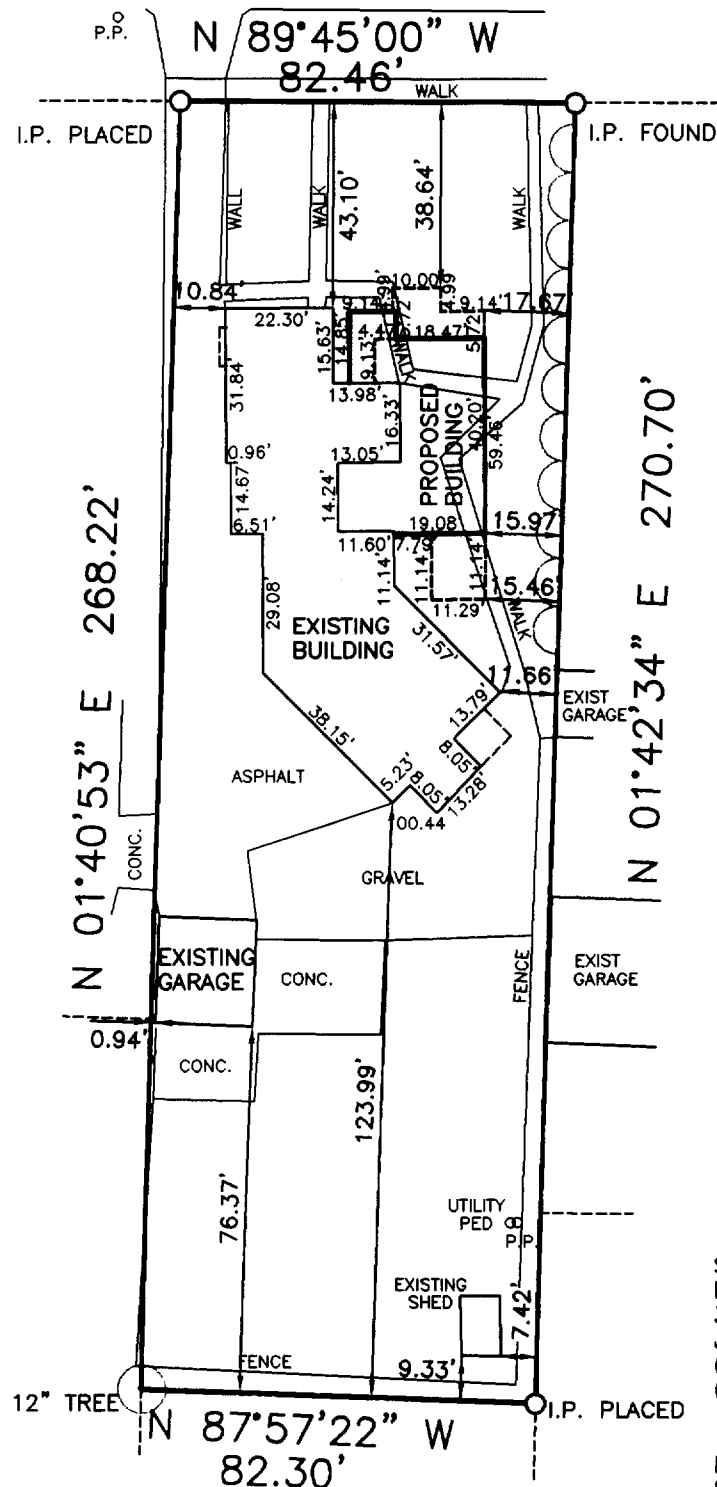 P.P.
N 89°45'00" W
82.46'
WALK
I.P. PLACED
I.P. FOUND
WALL
WALK
43.10'
38.64'
WALK
10.84'
22.30'
9.14'
4.99'
10.00'
4.99
9.14'
17.67
31.84'
15.63'
14.85'
9.13'
WALK
18.47'
5.72'
13.98'
16.33'
PROPOSED
BUILDING
40.20'
59.46'
0.96'
14.67'
13.05'
14.24'
6.51'
11.60'
7.79'
19.08
15.97'
29.08'
11.14'
11.14'
11.14'
11.29
15.46
WALK
EXISTING
BUILDING
31.57'
11.66
EXIST
GARAGE
N 01°40'53" E 268.22'
N 01°42'34" E 270.70'
38.15'
13.79'
8.05'
5.23'
8.05'
13.28'
00.44
ASPHALT
CONC.
GRAVEL
EXISTING
GARAGE
CONC.
FENCE
EXIST
GARAGE
0.94'
CONC.
76.37'
123.99'
UTILITY
PED
P.P.
EXISTING
SHED
7.42'
9.33'
FENCE
12" TREE
I.P. PLACED
N 87°57'22" W
82.30'